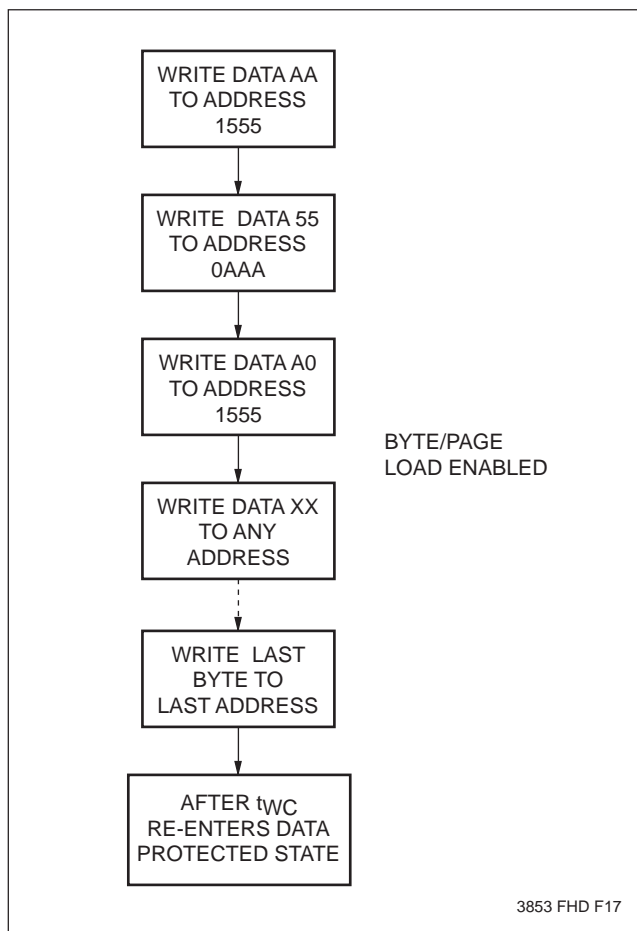 WRITE DATA AA
TO ADDRESS
1555
WRITE DATA 55
TO ADDRESS
0AAA
WRITE DATA A0
TO ADDRESS
1555
BYTE/PAGE
LOAD ENABLED
WRITE DATA XX
TO ANY
ADDRESS
WRITE LAST
BYTE TO
LAST ADDRESS
AFTER tWC
RE-ENTERS DATA
PROTECTED STATE
3853 FHD F17